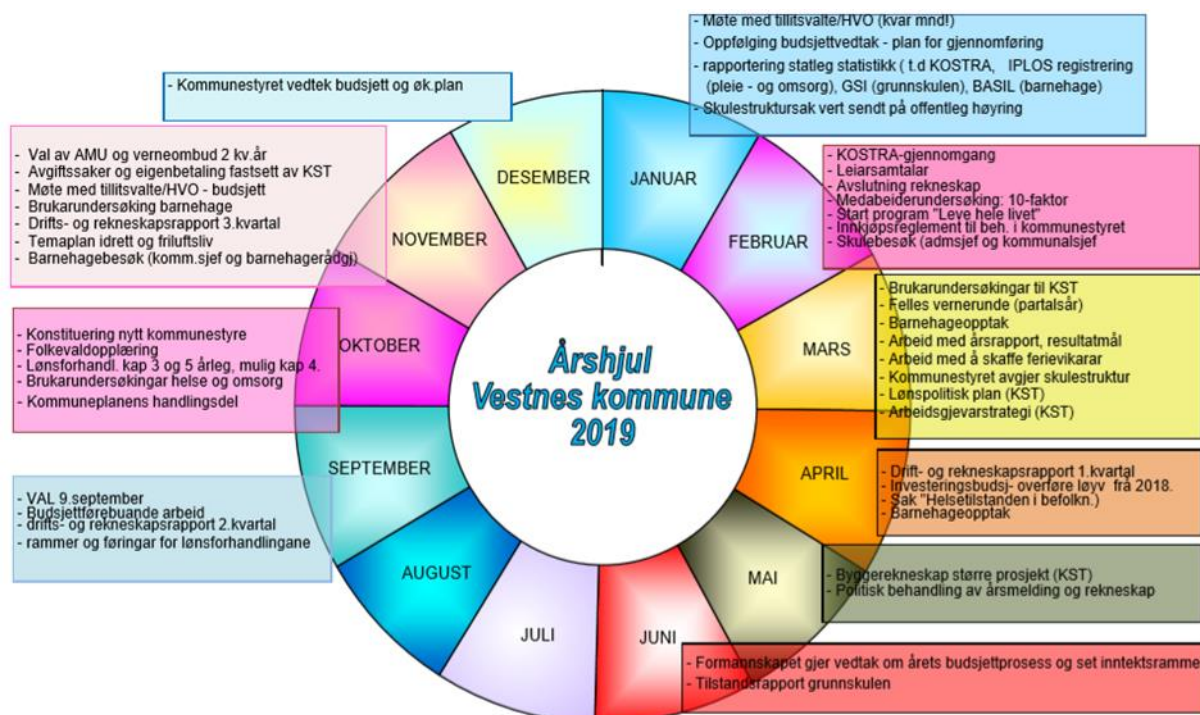 - Møte med tillitsvalte/HVO (kvar mnd!)
- Oppfølging budsjettvedtak - plan for gjennomføring
- rapportering statleg statistikk ( t.d KOSTRA, IPLOS registrering
(pleie - og omsorg), GSI (grunnskulen), BASIL (barnehage)
- Skulestruktursak vert sendt på offentleg høyring
- Kommunestyret vedtek budsjett og øk.plan
- Val av AMU og verneombud 2 kv.år
- Avgiftssaker og eigenbetaling fastsett av KST
- Møte med tillitsvalte/HVO - budsjett
- Brukarundersøking barnehage
- Drifts- og rekneskapsrapport 3.kvartal
- Temaplan idrett og friluftsliv
- Barnehagebesøk (komm.sjef og barnehagerådgj)
- KOSTRA-gjennomgang
- Leiarsamtalar
- Avslutning rekneskap
- Medabeiderundersøking: 10-faktor
- Start program "Leve hele livet"
- Innkjøpsreglement til beh. i kommunestyret
- Skulebesøk (admsjef og kommunalsjef
- Brukarundersøkingar til KST
- Felles vernerunde (partalsår)
- Barnehageopptak
- Arbeid med årsrapport, resultatmål
- Arbeid med å skaffe ferievikarar
- Kommunestyret avgjer skulestruktur
- Lønspolitisk plan (KST)
- Arbeidsgjevarstrategi (KST)
- Konstituering nytt kommunestyre
- Folkevaldopplæring
- Lønsforhandl. kap 3 og 5 årleg, mulig kap 4.
- Brukarundersøkingar helse og omsorg
- Kommuneplanens handlingsdel
- Drift- og rekneskapsrapport 1.kvartal
- Investeringsbudsj- overføre løyv frå 2018.
- Sak "Helsetilstanden i befolkn.)
- Barnehageopptak
- VAL 9.september
- Budsjettførebuande arbeid
- drifts- og rekneskapsrapport 2.kvartal
- rammer og føringar for lønsforhandlingane
- Byggerekneskap større prosjekt (KST)
- Politisk behandling av årsmelding og rekneskap
- Formannskapet gjer vedtak om årets budsjettprosess og set inntektsramme
- Tilstandsrapport grunnskulen
JANUAR
FEBRUAR
MARS
APRIL
MAI
JUNI
JULI
AUGUST
SEPTEMBER
OKTOBER
NOVEMBER
DESEMBER
Årshjul
Vestnes kommune
2019